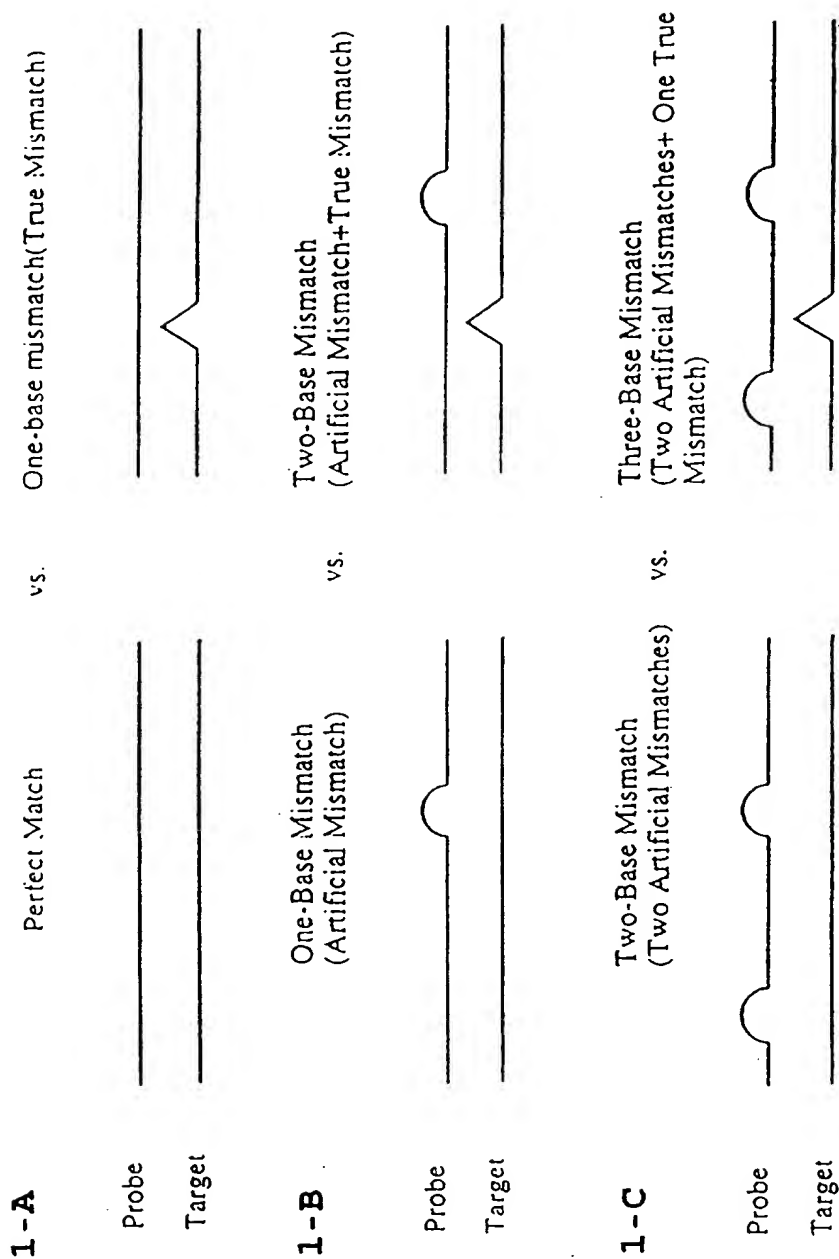 1-A
Perfect Match
vs.
One-base mismatch(True Mismatch)
Probe
Target
1-B
One-Base Mismatch
(Artificial Mismatch)
vs.
Two-Base Mismatch
(Artificial Mismatch+True Mismatch)
Probe
Target
1-C
Two-Base Mismatch
(Two Artificial Mismatches)
vs.
Three-Base Mismatch
(Two Artificial Mismatches+ One True
Mismatch)
Probe
Target